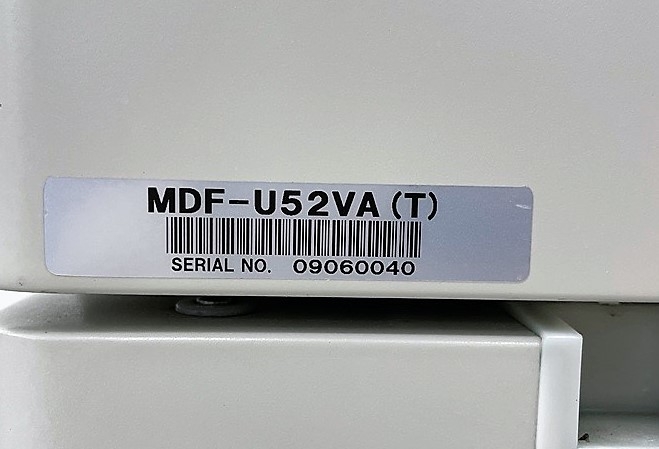 MDF-U52VA (T)
SERIAL NO. 09060040